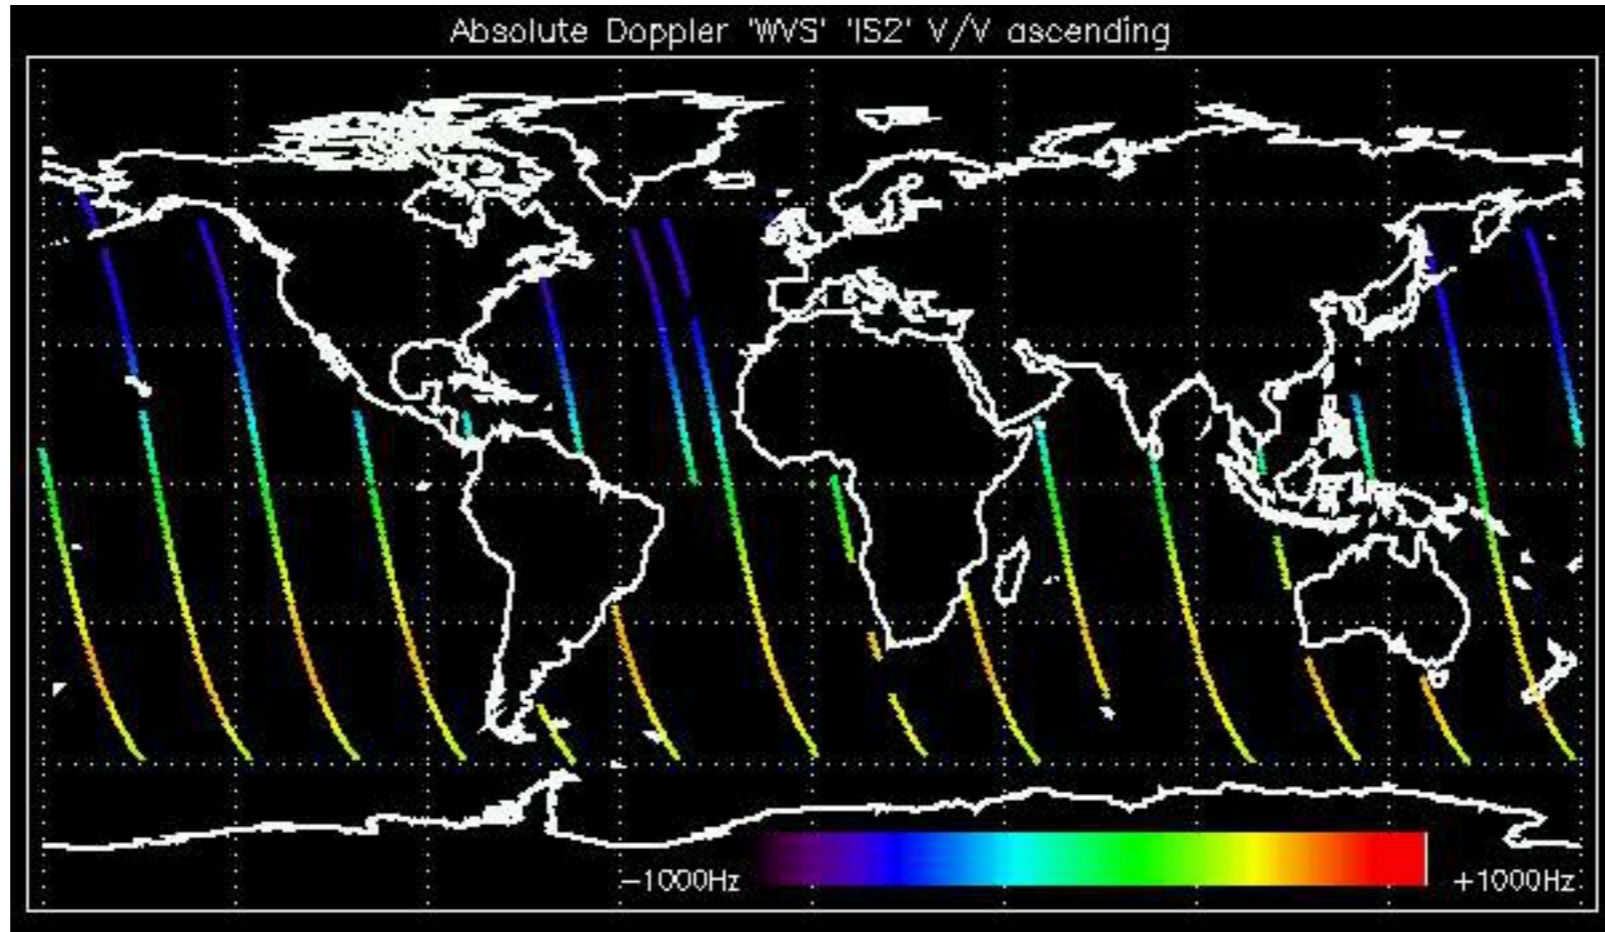 Absolute Doppler 'WVS' 'IS2' V/V ascending
−1000Hz
+1000Hz